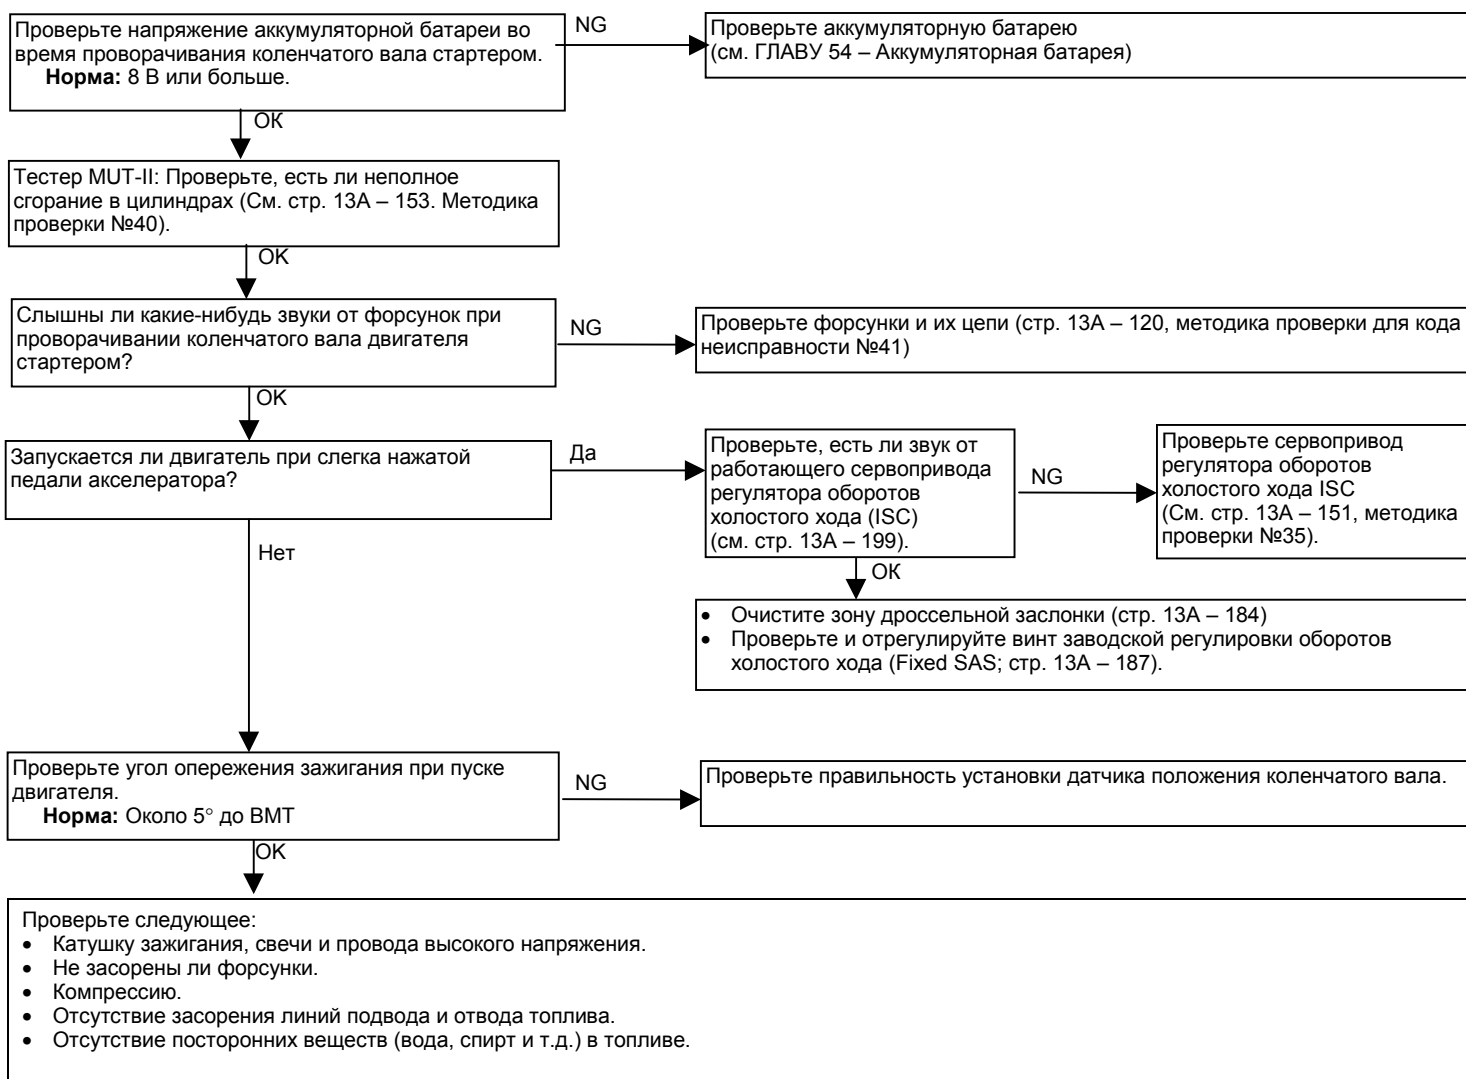 Проверьте напряжение аккумуляторной батареи во
время проворачивания коленчатого вала стартером.
Норма: 8 В или больше.
NG
Проверьте аккумуляторную батарею
(см. ГЛАВУ 54 – Аккумуляторная батарея)
ОК
Тестер MUT-II: Проверьте, есть ли неполное
сгорание в цилиндрах (См. стр. 13А – 153. Методика
проверки №40).
OK
Слышны ли какие-нибудь звуки от форсунок при
проворачивании коленчатого вала двигателя
стартером?
NG
Проверьте форсунки и их цепи (стр. 13А – 120, методика проверки для кода
неисправности №41)
OK
Запускается ли двигатель при слегка нажатой
педали акселератора?
Да
Проверьте, есть ли звук от
работающего сервопривода
регулятора оборотов
холостого хода (ISC)
(см. стр. 13А – 199).
NG
Проверьте сервопривод
регулятора оборотов
холостого хода ISC
(См. стр. 13А – 151, методика
проверки №35).
Нет
ОК
• Очистите зону дроссельной заслонки (стр. 13А – 184)
• Проверьте и отрегулируйте винт заводской регулировки оборотов
холостого хода (Fixed SAS; стр. 13А – 187).
Проверьте угол опережения зажигания при пуске
двигателя.
Норма: Около 5° до ВМТ
NG
Проверьте правильность установки датчика положения коленчатого вала.
OK
Проверьте следующее:
• Катушку зажигания, свечи и провода высокого напряжения.
• Не засорены ли форсунки.
• Компрессию.
• Отсутствие засорения линий подвода и отвода топлива.
• Отсутствие посторонних веществ (вода, спирт и т.д.) в топливе.